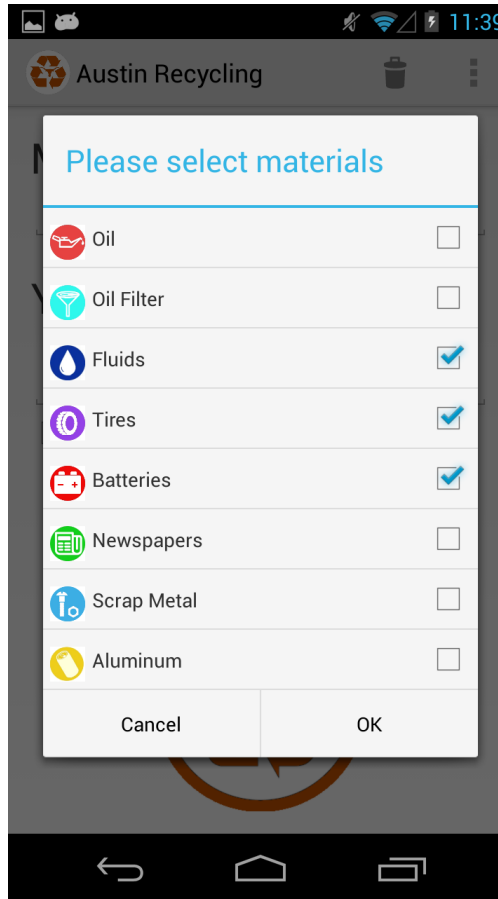 11:39
Austin Recycling
Please select materials
Oil
Oil Filter
Fluids
Tires
Batteries
Newspapers
Scrap Metal
Aluminum
Cancel
OK